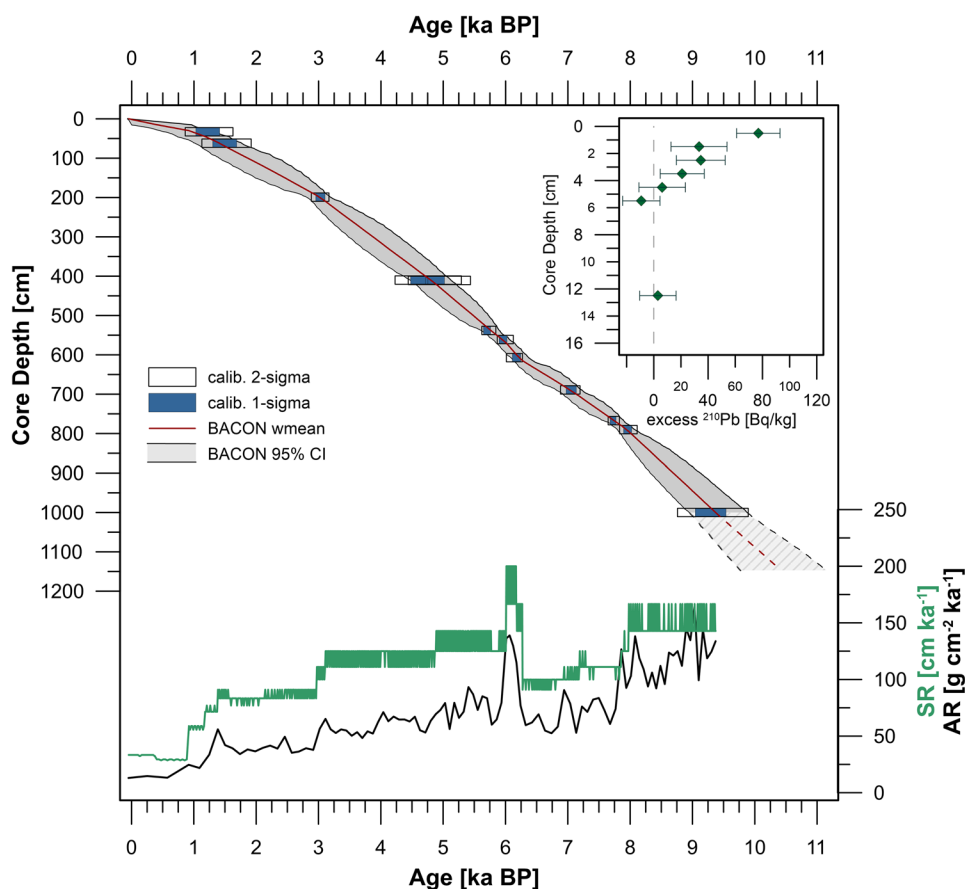 Age [ka BP]
0 1 2 3 4 5 6 7 8 9 10 11
Core Depth [cm]
0
100
200
300
400
500
600
700
800
900
1000
1100
1200
Core Depth [cm]
0
2
4
6
8
10
12
14
16
0 20 40 60 80 100 120
excess ²¹⁰Pb [Bq/kg]
calib. 2-sigma
calib. 1-sigma
BACON wmean
BACON 95% CI
250
200
150
100
50
0
SR [cm ka⁻¹]
AR [g cm⁻² ka⁻¹]
0 1 2 3 4 5 6 7 8 9 10 11
Age [ka BP]